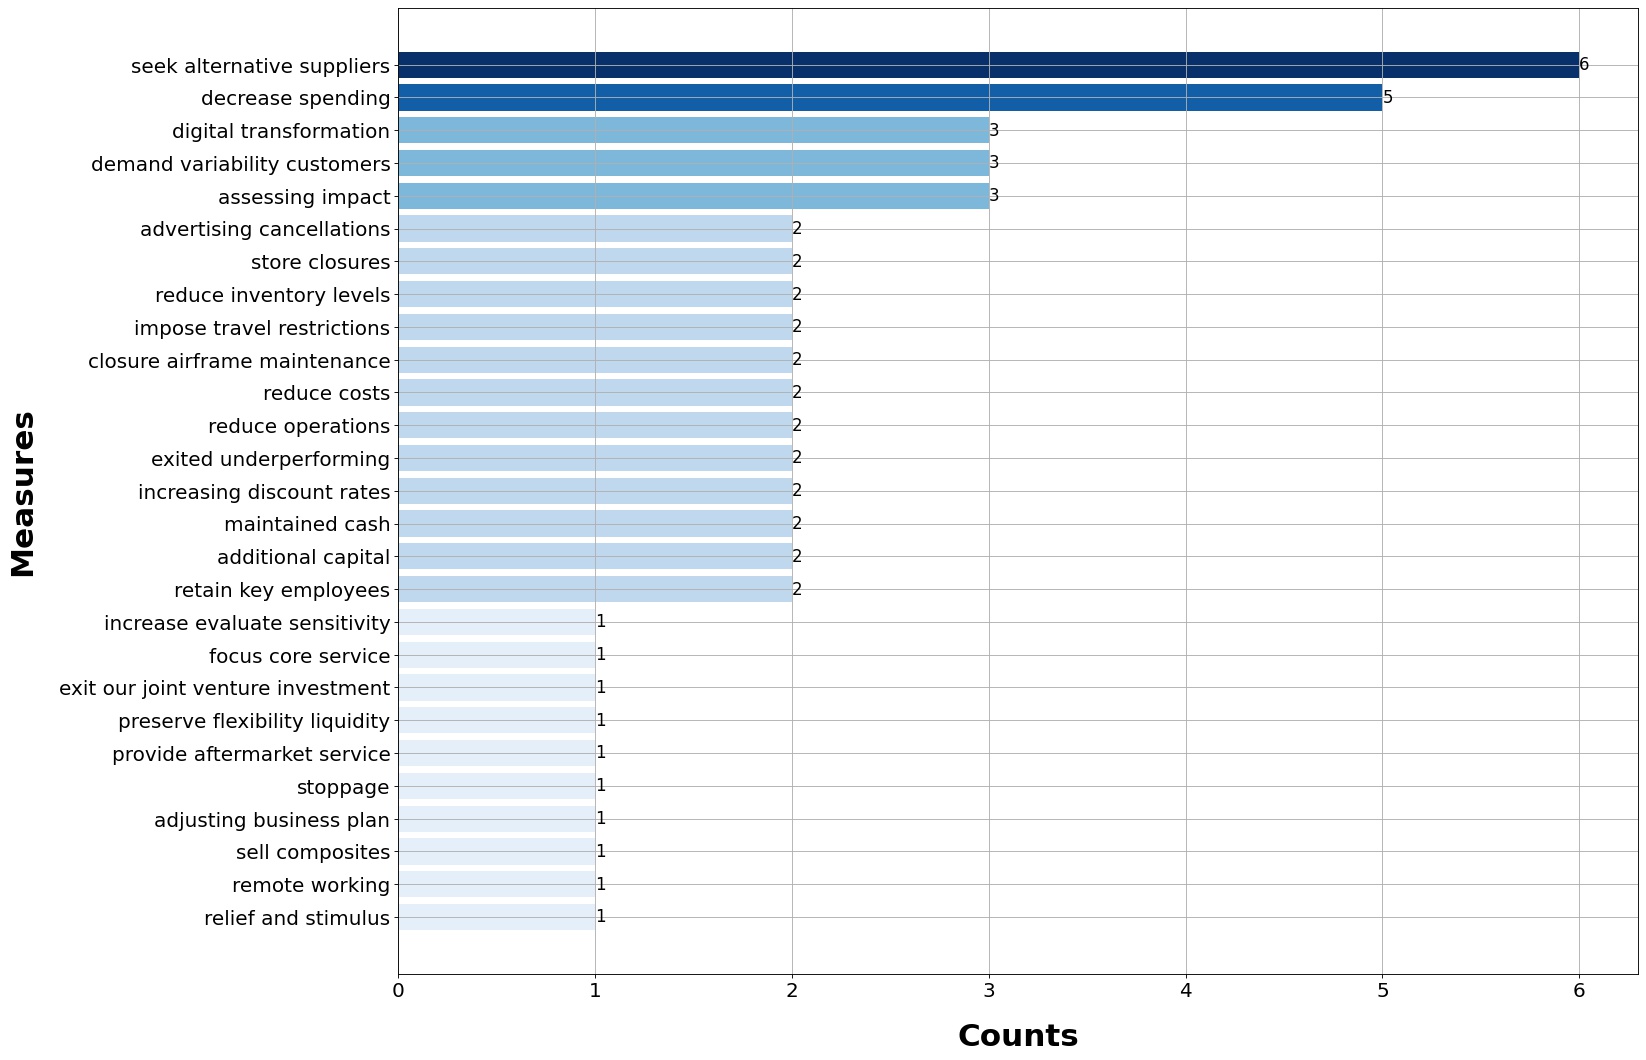 seek alternative suppliers 6
decrease spending 5
digital transformation 3
demand variability customers 3
assessing impact 3
advertising cancellations 2
store closures 2
reduce inventory levels 2
impose travel restrictions 2
closure airframe maintenance 2
reduce costs 2
reduce operations 2
exited underperforming 2
increasing discount rates 2
maintained cash 2
additional capital 2
retain key employees 2
increase evaluate sensitivity 1
focus core service 1
exit our joint venture investment 1
preserve flexibility liquidity 1
provide aftermarket service 1
stoppage 1
adjusting business plan 1
sell composites 1
remote working 1
relief and stimulus 1
Measures
0 1 2 3 4 5 6
Counts